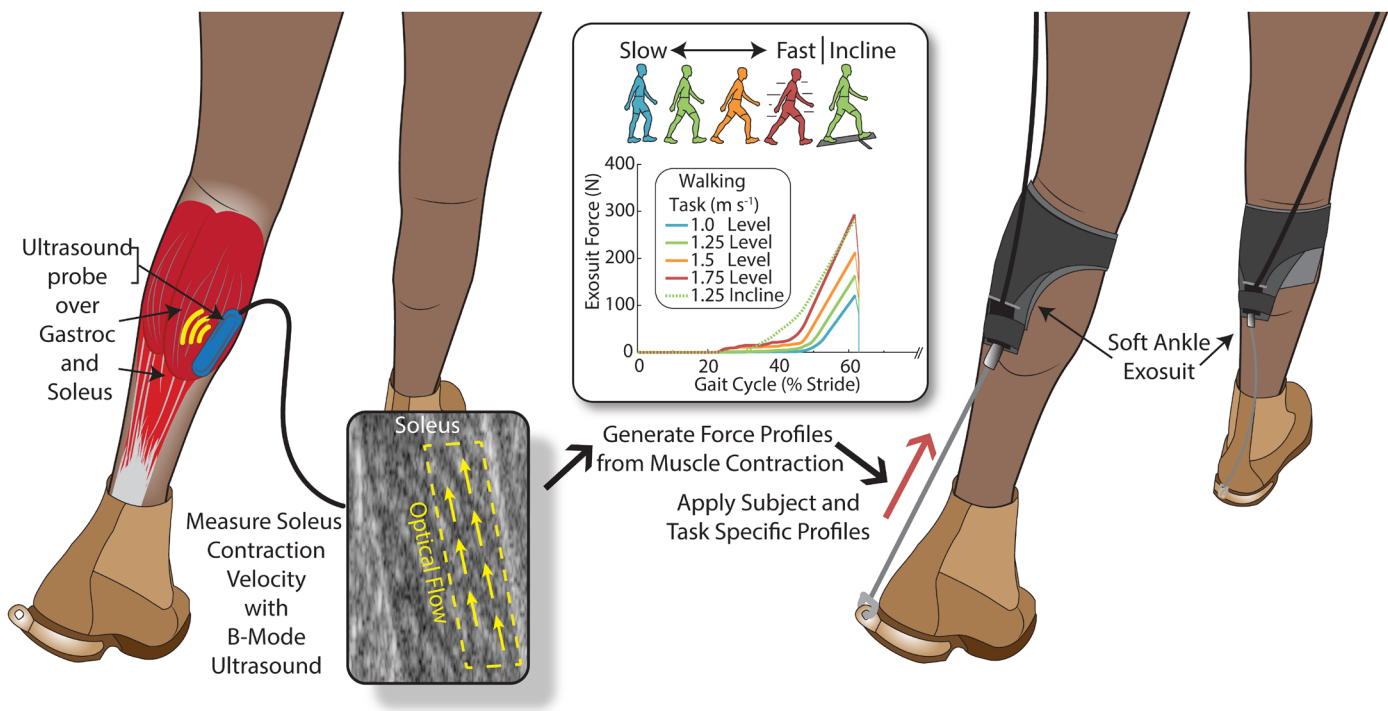 Ultrasound
probe
over
Gastroc
and
Soleus
Measure Soleus
Contraction
Velocity
with
B-Mode
Ultrasound
Soleus
Optical Flow
Slow
Fast | Incline
Exosuit Force (N)
400
300
200
100
0
Walking
Task (m s⁻¹)
1.0 Level
1.25 Level
1.5 Level
1.75 Level
1.25 Incline
0 20 40 60
Gait Cycle (% Stride)
Generate Force Profiles
from Muscle Contraction
Apply Subject and
Task Specific Profiles
Soft Ankle
Exosuit